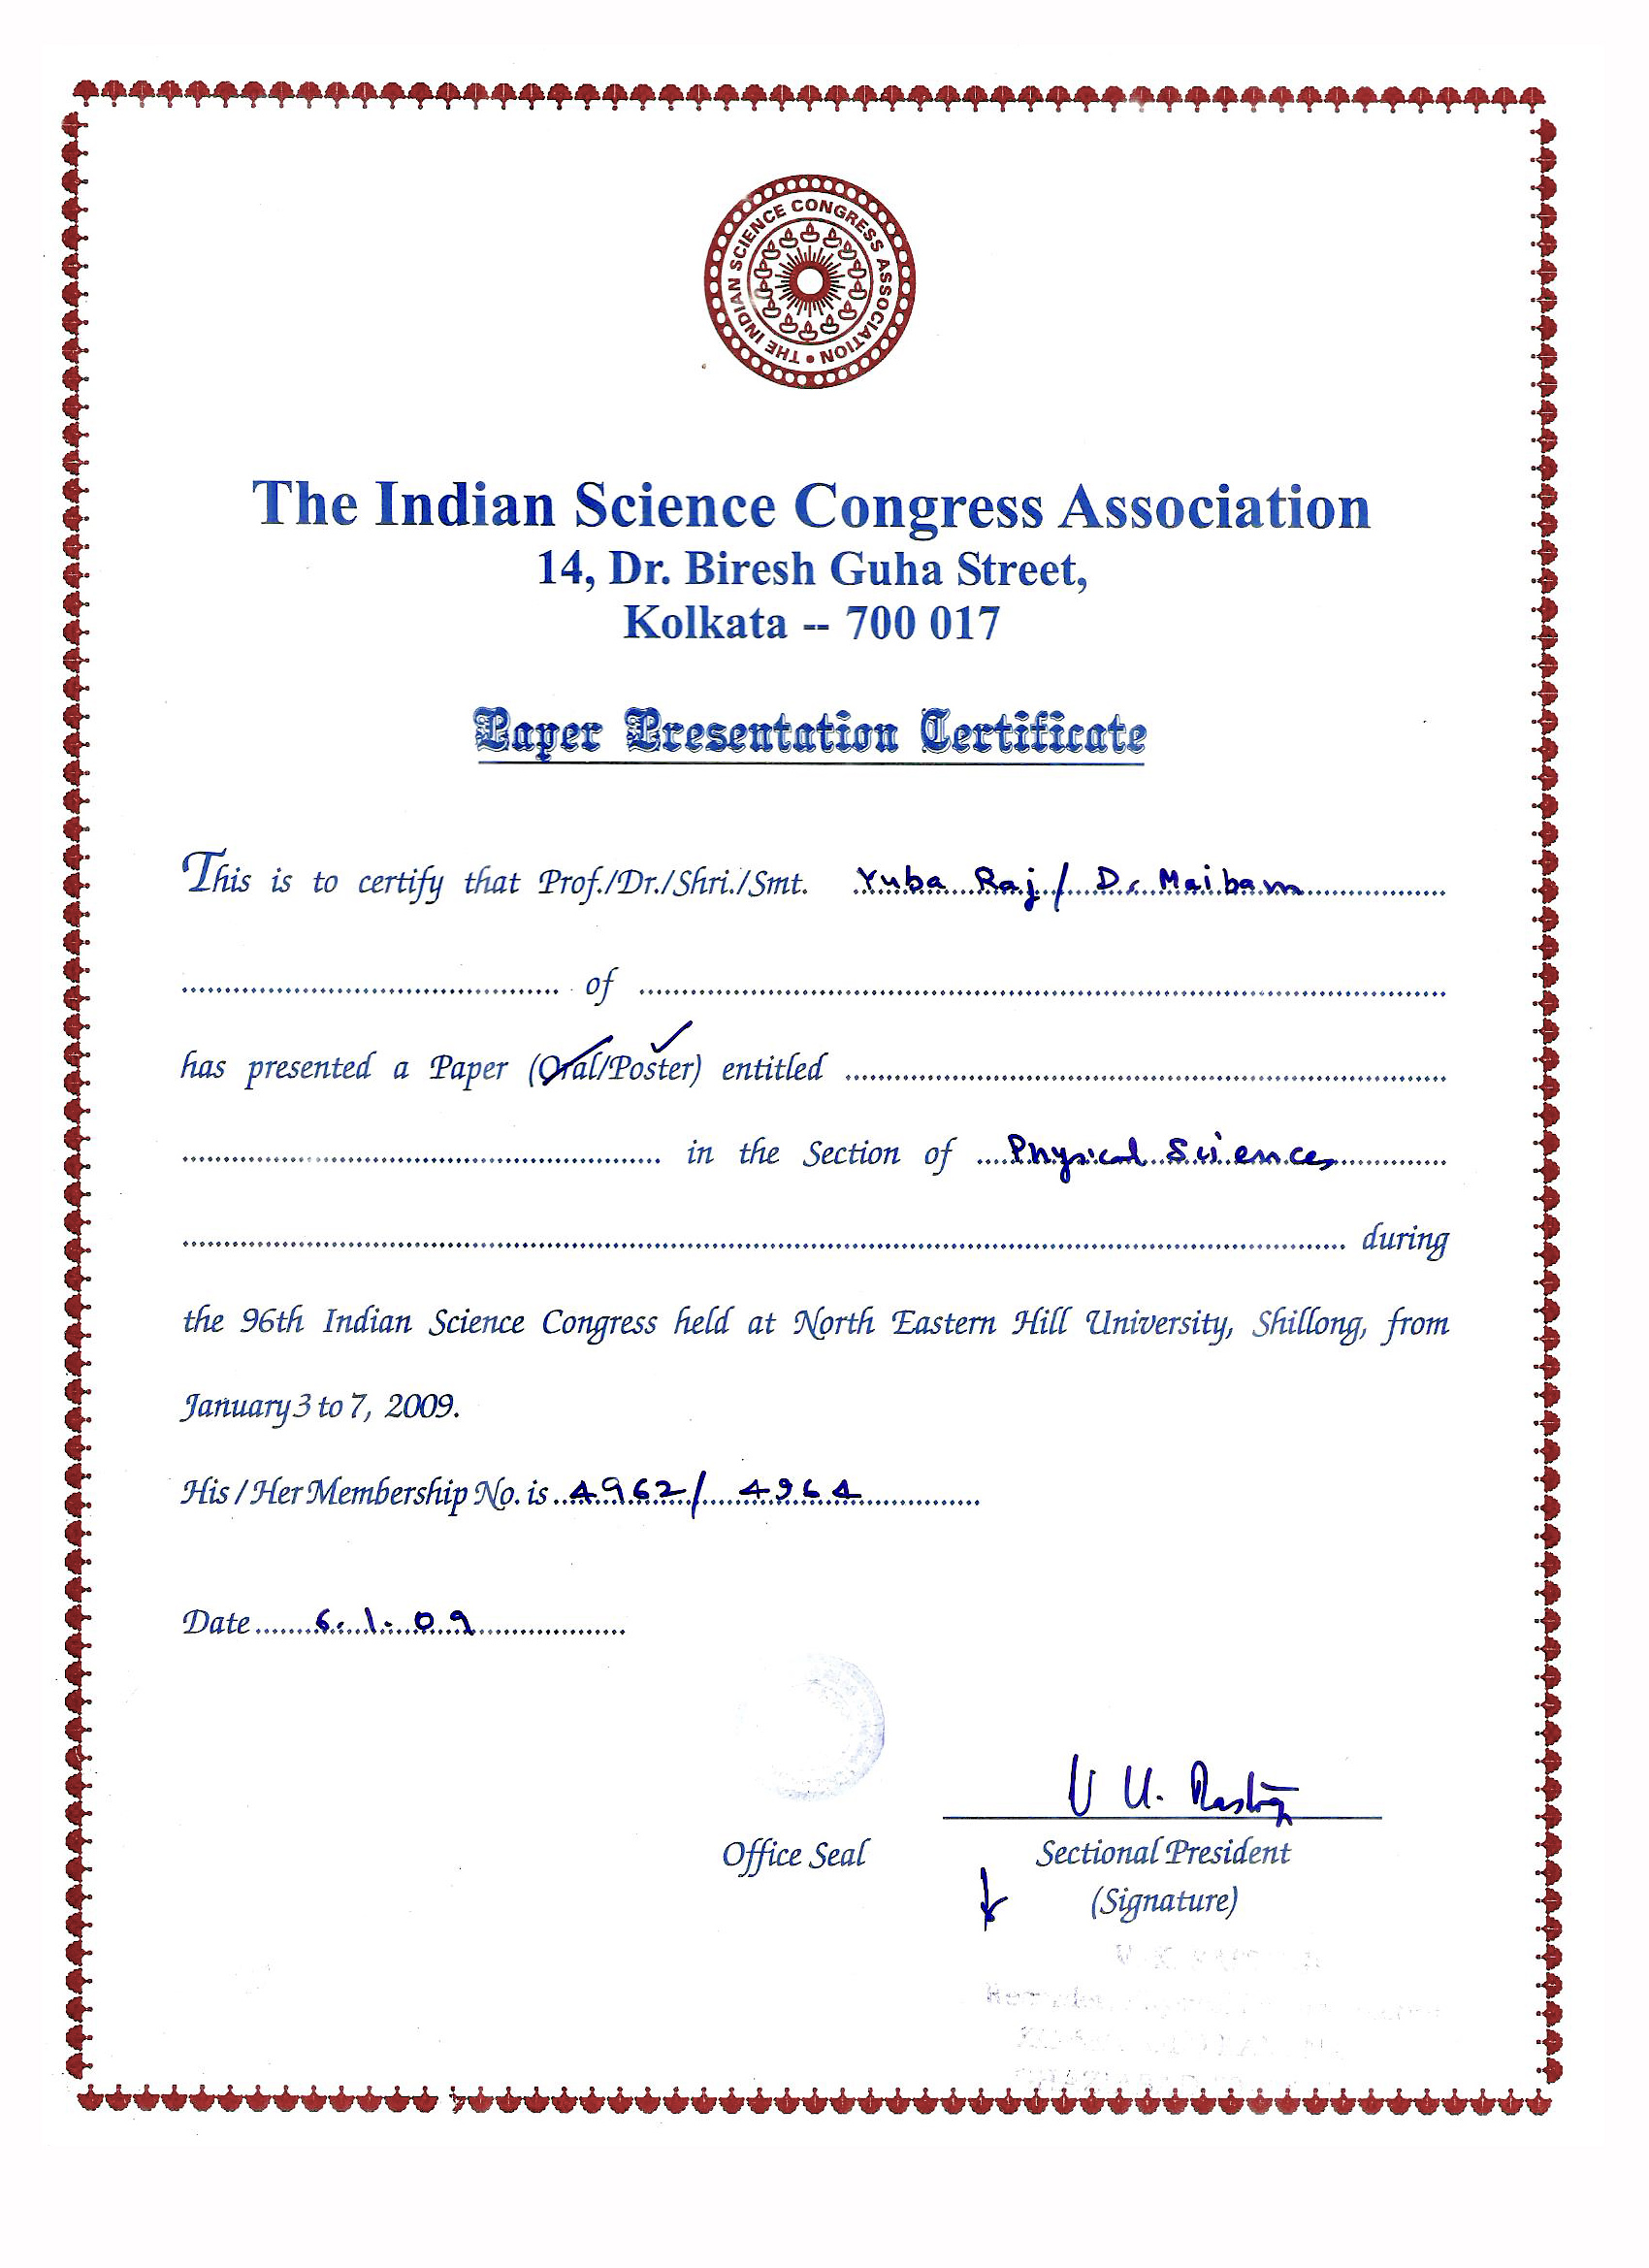 THE INDIAN SCIENCE CONGRESS ASSOCIATION
The Indian Science Congress Association
14, Dr. Biresh Guha Street,
Kolkata -- 700 017
Paper Presentation Certificate
This is to certify that Prof./Dr./Shri./Smt. Yuba Raj / Dr Maibam
of
has presented a Paper (Oral/Poster) entitled
in the Section of Physical Sciences
during
the 96th Indian Science Congress held at North Eastern Hill University, Shillong, from
January 3 to 7, 2009.
His / Her Membership No. is 4962/ 4964
Date 6.1.09
Office Seal
Sectional President
(Signature)